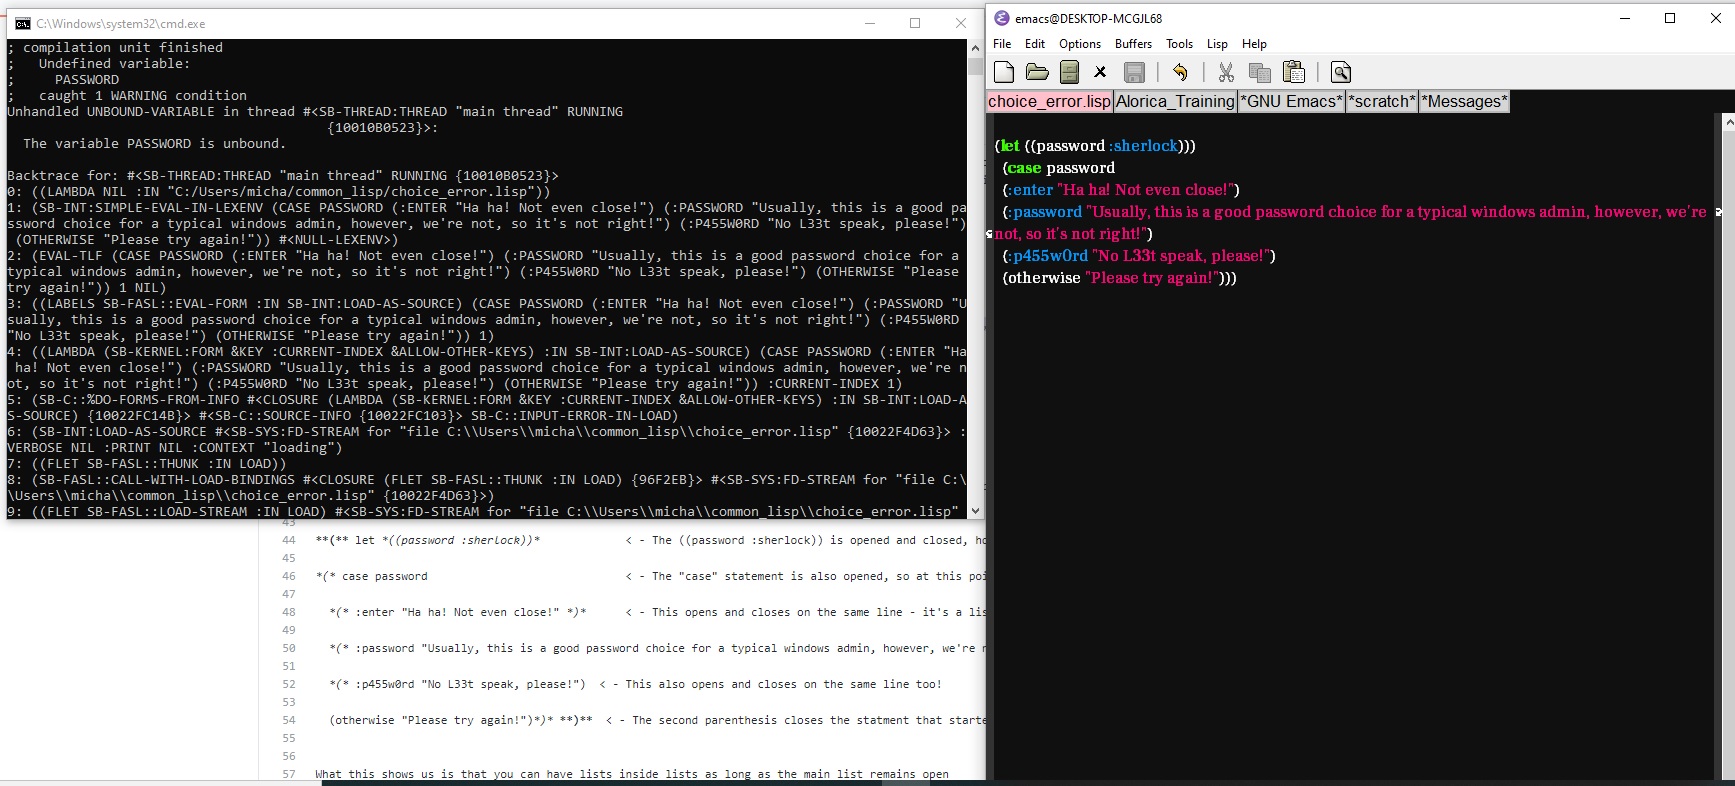 C:\Windows\system32\cmd.exe
; compilation unit finished
;   Undefined variable:
;     PASSWORD
;   caught 1 WARNING condition
Unhandled UNBOUND-VARIABLE in thread #<SB-THREAD:THREAD "main thread" RUNNING
{10010B0523}>:
The variable PASSWORD is unbound.
Backtrace for: #<SB-THREAD:THREAD "main thread" RUNNING {10010B0523}>
0: ((LAMBDA NIL :IN "C:/Users/micha/common_lisp/choice_error.lisp"))
1: (SB-INT:SIMPLE-EVAL-IN-LEXENV (CASE PASSWORD (:ENTER "Ha ha! Not even close!") (:PASSWORD "Usually, this is a good pa
ssword choice for a typical windows admin, however, we're not, so it's not right!") (:P455W0RD "No L33t speak, please!")
(OTHERWISE "Please try again!")) #<NULL-LEXENV>)
2: (EVAL-TLF (CASE PASSWORD (:ENTER "Ha ha! Not even close!") (:PASSWORD "Usually, this is a good password choice for a
typical windows admin, however, we're not, so it's not right!") (:P455W0RD "No L33t speak, please!") (OTHERWISE "Please
try again!")) 1 NIL)
3: ((LABELS SB-FASL::EVAL-FORM :IN SB-INT:LOAD-AS-SOURCE) (CASE PASSWORD (:ENTER "Ha ha! Not even close!") (:PASSWORD "U
sually, this is a good password choice for a typical windows admin, however, we're not, so it's not right!") (:P455W0RD
"No L33t speak, please!") (OTHERWISE "Please try again!")) 1)
4: ((LAMBDA (SB-KERNEL:FORM &KEY :CURRENT-INDEX &ALLOW-OTHER-KEYS) :IN SB-INT:LOAD-AS-SOURCE) (CASE PASSWORD (:ENTER "Ha
ha! Not even close!") (:PASSWORD "Usually, this is a good password choice for a typical windows admin, however, we're n
ot, so it's not right!") (:P455W0RD "No L33t speak, please!") (OTHERWISE "Please try again!")) :CURRENT-INDEX 1)
5: (SB-C::%DO-FORMS-FROM-INFO #<CLOSURE (LAMBDA (SB-KERNEL:FORM &KEY :CURRENT-INDEX &ALLOW-OTHER-KEYS) :IN SB-INT:LOAD-A
S-SOURCE) {10022FC14B}> #<SB-C::SOURCE-INFO {10022FC103}> SB-C::INPUT-ERROR-IN-LOAD)
6: (SB-INT:LOAD-AS-SOURCE #<SB-SYS:FD-STREAM for "file C:\\Users\\micha\\common_lisp\\choice_error.lisp" {10022F4D63}> :
VERBOSE NIL :PRINT NIL :CONTEXT "loading")
7: ((FLET SB-FASL::THUNK :IN LOAD))
8: (SB-FASL::CALL-WITH-LOAD-BINDINGS #<CLOSURE (FLET SB-FASL::THUNK :IN LOAD) {96F2EB}> #<SB-SYS:FD-STREAM for "file C:\
\Users\\micha\\common_lisp\\choice_error.lisp" {10022F4D63}>)
9: ((FLET SB-FASL::LOAD-STREAM :IN LOAD) #<SB-SYS:FD-STREAM for "file C:\\Users\\micha\\common_lisp\\choice_error.lisp"
43
44 **(** let *((password :sherlock))* < - The ((password :sherlock)) is opened and closed, ho
45
46 *(* case password < - The "case" statement is also opened, so at this poi
47
48 *(* :enter "Ha ha! Not even close!" *)* < - This opens and closes on the same line - it's a lis
49
50 *(* :password "Usually, this is a good password choice for a typical windows admin, however, we're n
51
52 *(* :p455w0rd "No L33t speak, please!") < - This also opens and closes on the same line too!
53
54 (otherwise "Please try again!")*)* **)** < - The second parenthesis closes the statment that starte
55
56
57 What this shows us is that you can have lists inside lists as long as the main list remains open
emacs@DESKTOP-MCGJL68
File Edit Options Buffers Tools Lisp Help
choice_error.lisp Alorica_Training *GNU Emacs* *scratch* *Messages*
(let ((password :sherlock)))
(case password
(:enter "Ha ha! Not even close!")
(:password "Usually, this is a good password choice for a typical windows admin, however, we're
not, so it's not right!")
(:p455w0rd "No L33t speak, please!")
(otherwise "Please try again!")))